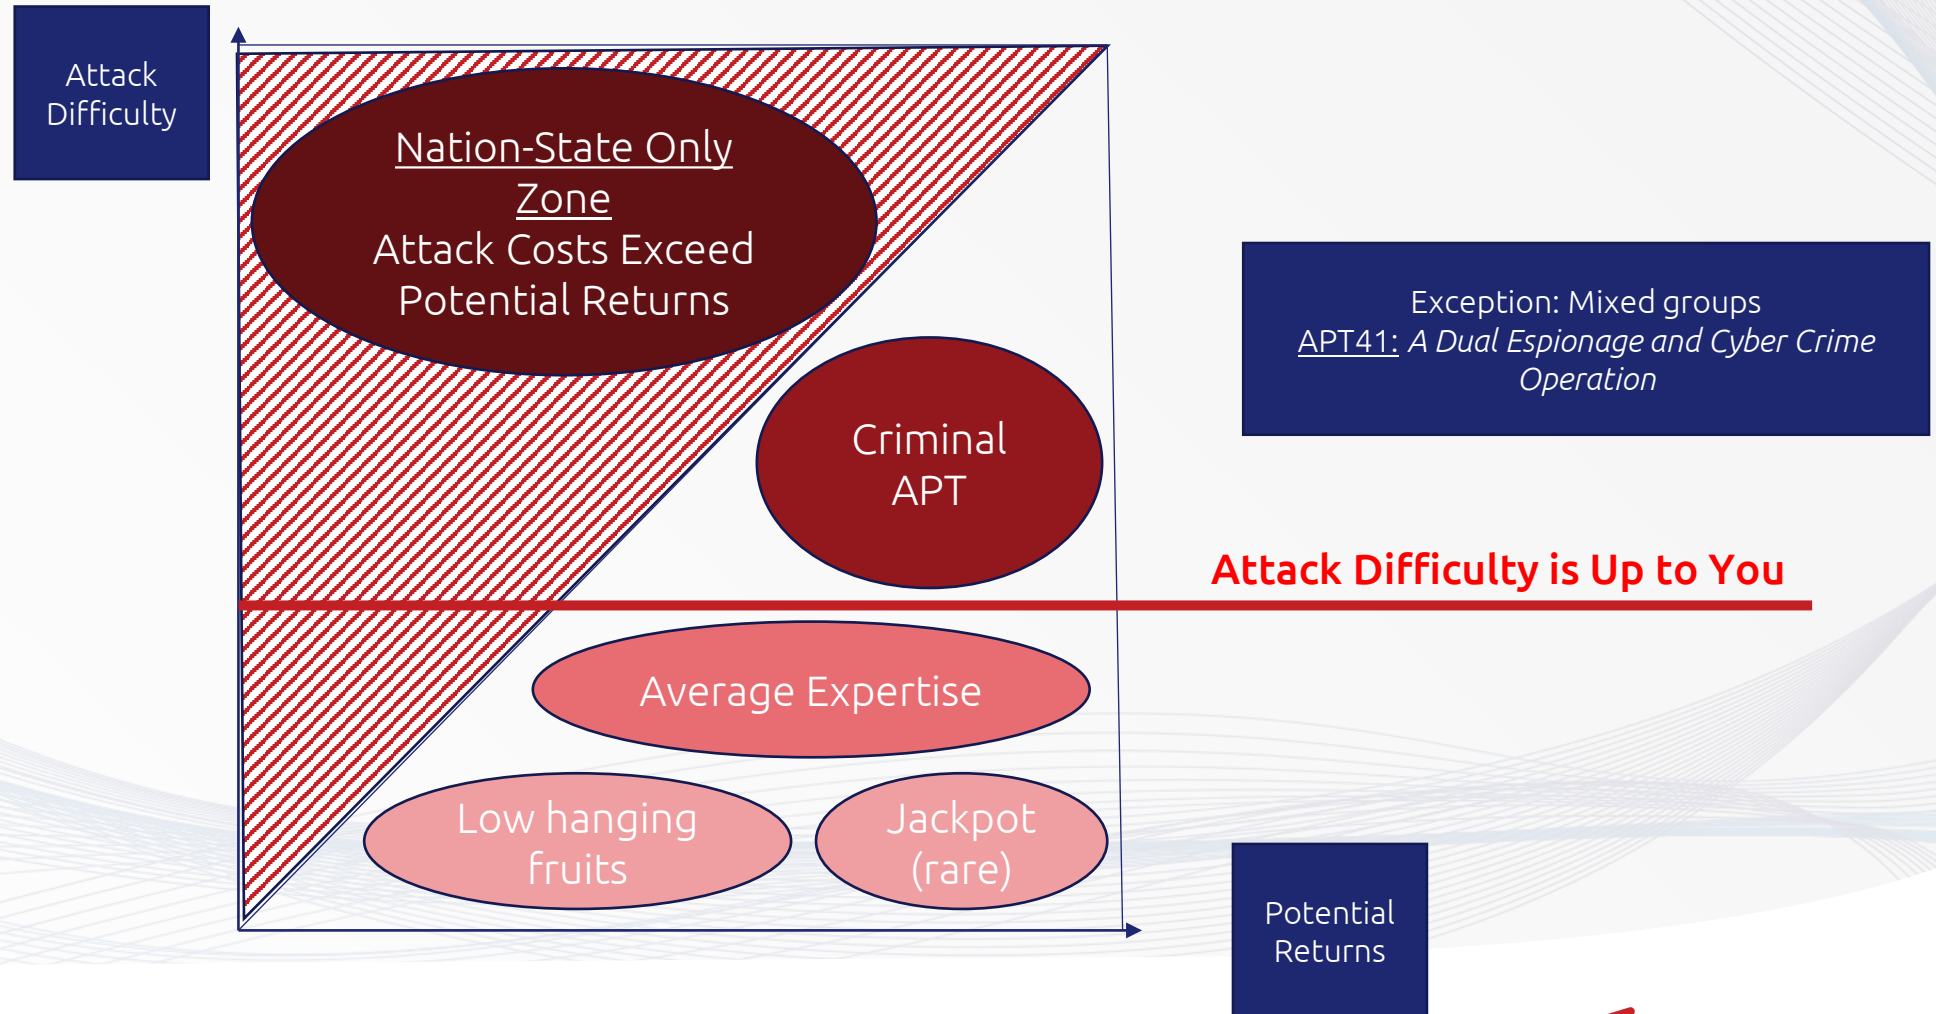 Attack
Difficulty
Nation-State Only
Zone
Attack Costs Exceed
Potential Returns
Exception: Mixed groups
APT41: A Dual Espionage and Cyber Crime
Operation
Criminal
APT
Attack Difficulty is Up to You
Average Expertise
Low hanging
fruits
Jackpot
(rare)
Potential
Returns